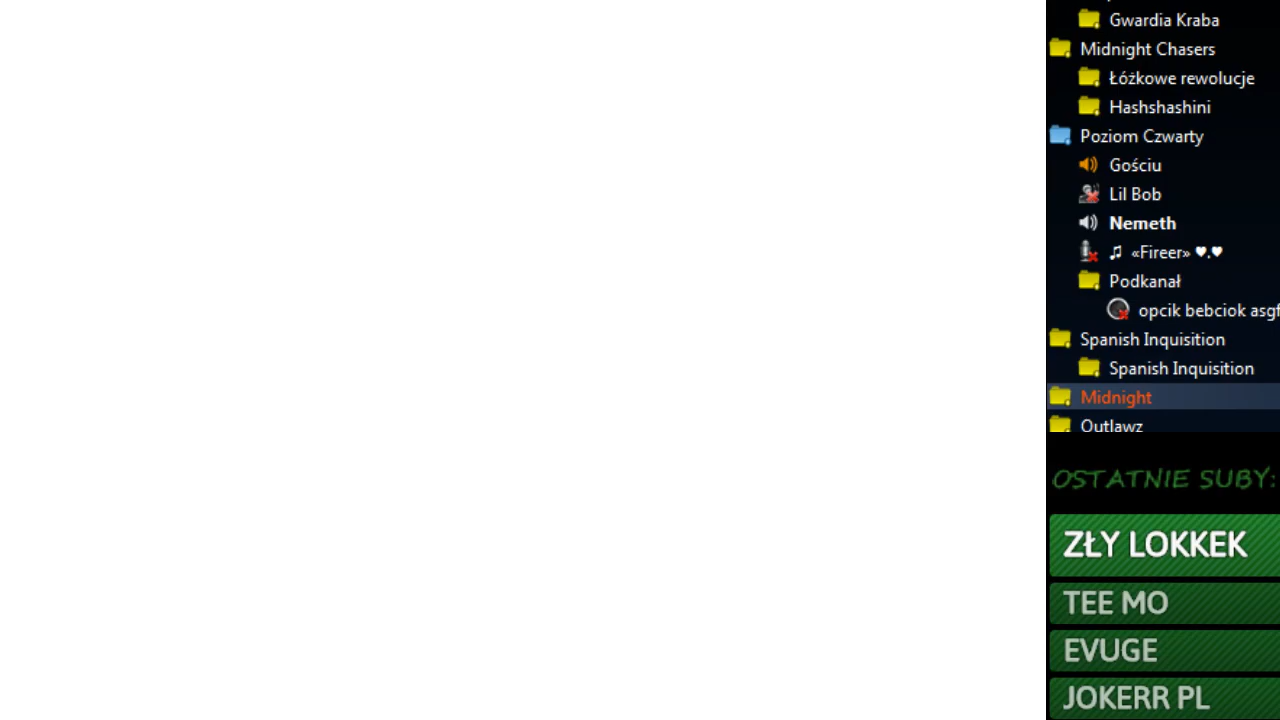 Gwardia Kraba
Midnight Chasers
Łóżkowe rewolucje
Hashshashini
Poziom Czwarty
Gościu
Lil Bob
Nemeth
♫ «Fireer» ♥.♥
Podkanał
opcik bebciok asgf
Spanish Inquisition
Spanish Inquisition
Midnight
Outlawz
OSTATNIE SUBY:
ZŁY LOKKEK
TEE MO
EVUGE
JOKERR PL